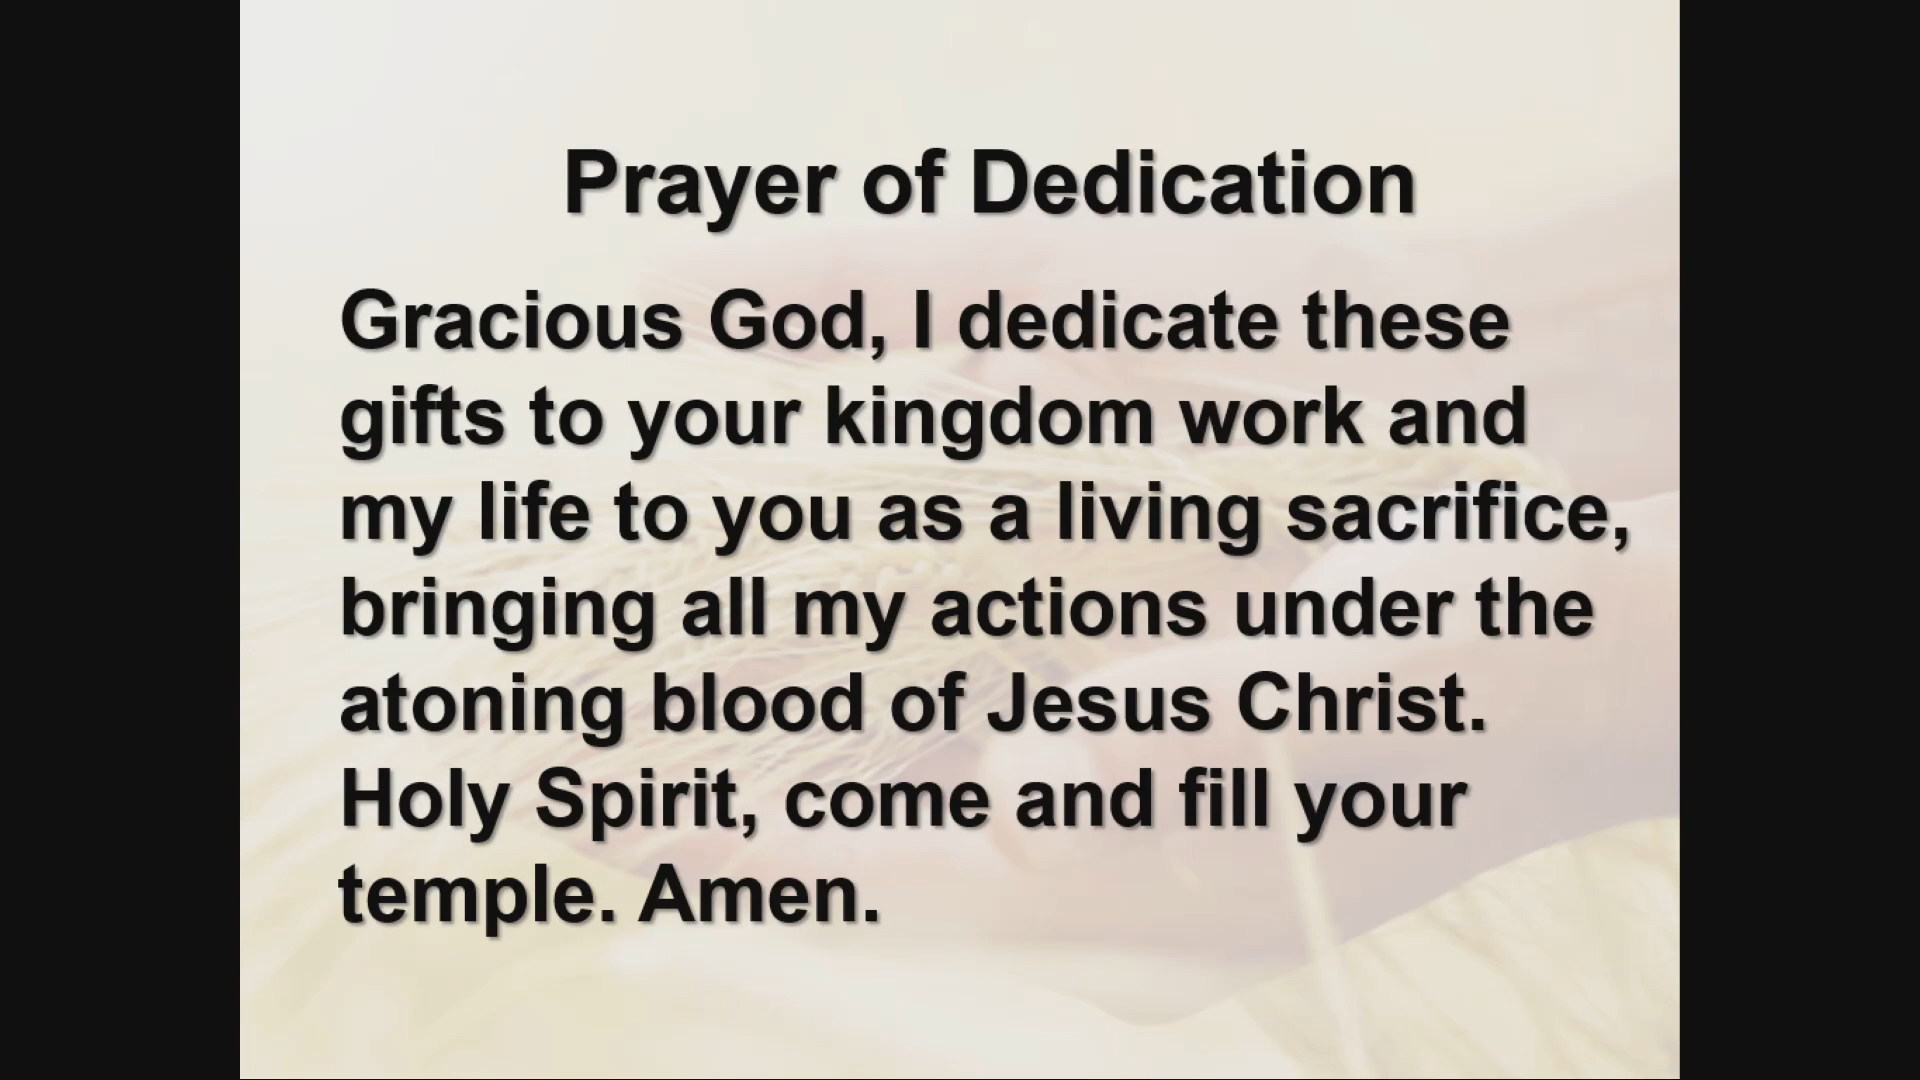 Prayer of Dedication
Gracious God, I dedicate these
gifts to your kingdom work and
my life to you as a living sacrifice,
bringing all my actions under the
atoning blood of Jesus Christ.
Holy Spirit, come and fill your
temple. Amen.